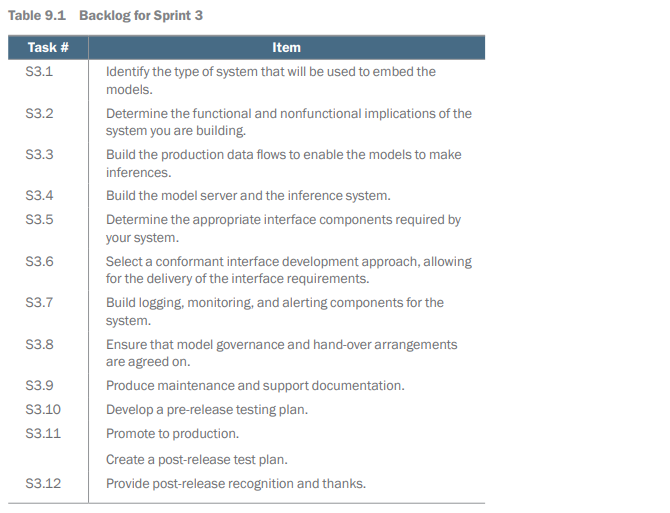 Table 9.1 Backlog for Sprint 3
Task # Item
S3.1 Identify the type of system that will be used to embed the
models.
S3.2 Determine the functional and nonfunctional implications of the
system you are building.
S3.3 Build the production data flows to enable the models to make
inferences.
S3.4 Build the model server and the inference system.
S3.5 Determine the appropriate interface components required by
your system.
S3.6 Select a conformant interface development approach, allowing
for the delivery of the interface requirements.
S3.7 Build logging, monitoring, and alerting components for the
system.
S3.8 Ensure that model governance and hand-over arrangements
are agreed on.
S3.9 Produce maintenance and support documentation.
S3.10 Develop a pre-release testing plan.
S3.11 Promote to production.
Create a post-release test plan.
S3.12 Provide post-release recognition and thanks.